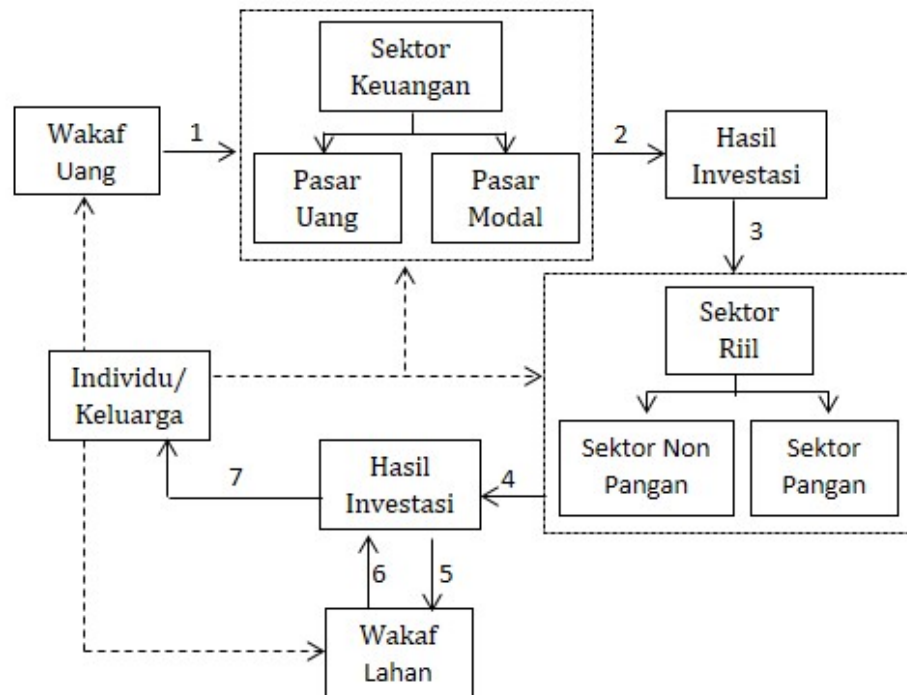 Sektor
Keuangan
Wakaf
Uang
1
Pasar
Uang
Pasar
Modal
2
Hasil
Investasi
3
Sektor
Riil
Sektor Non
Pangan
Sektor
Pangan
Individu/
Keluarga
7
Hasil
Investasi
4
6
5
Wakaf
Lahan